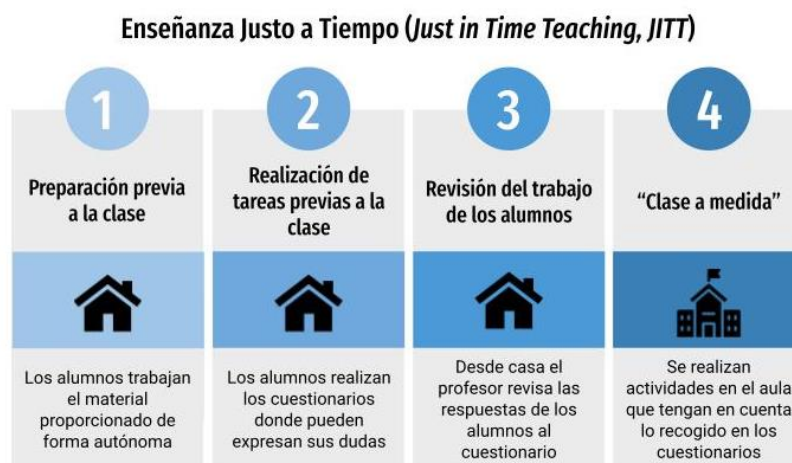 Enseñanza Justo a Tiempo (Just in Time Teaching, JITT)
1
Preparación previa
a la clase
Los alumnos trabajan
el material
proporcionado de
forma autónoma
2
Realización de
tareas previas a la
clase
Los alumnos realizan
los cuestionarios
donde pueden
expresan sus dudas
3
Revisión del trabajo
de los alumnos
Desde casa el
profesor revisa las
respuestas de los
alumnos al
cuestionario
4
“Clase a medida”
Se realizan
actividades en el aula
que tengan en cuenta
lo recogido en los
cuestionarios